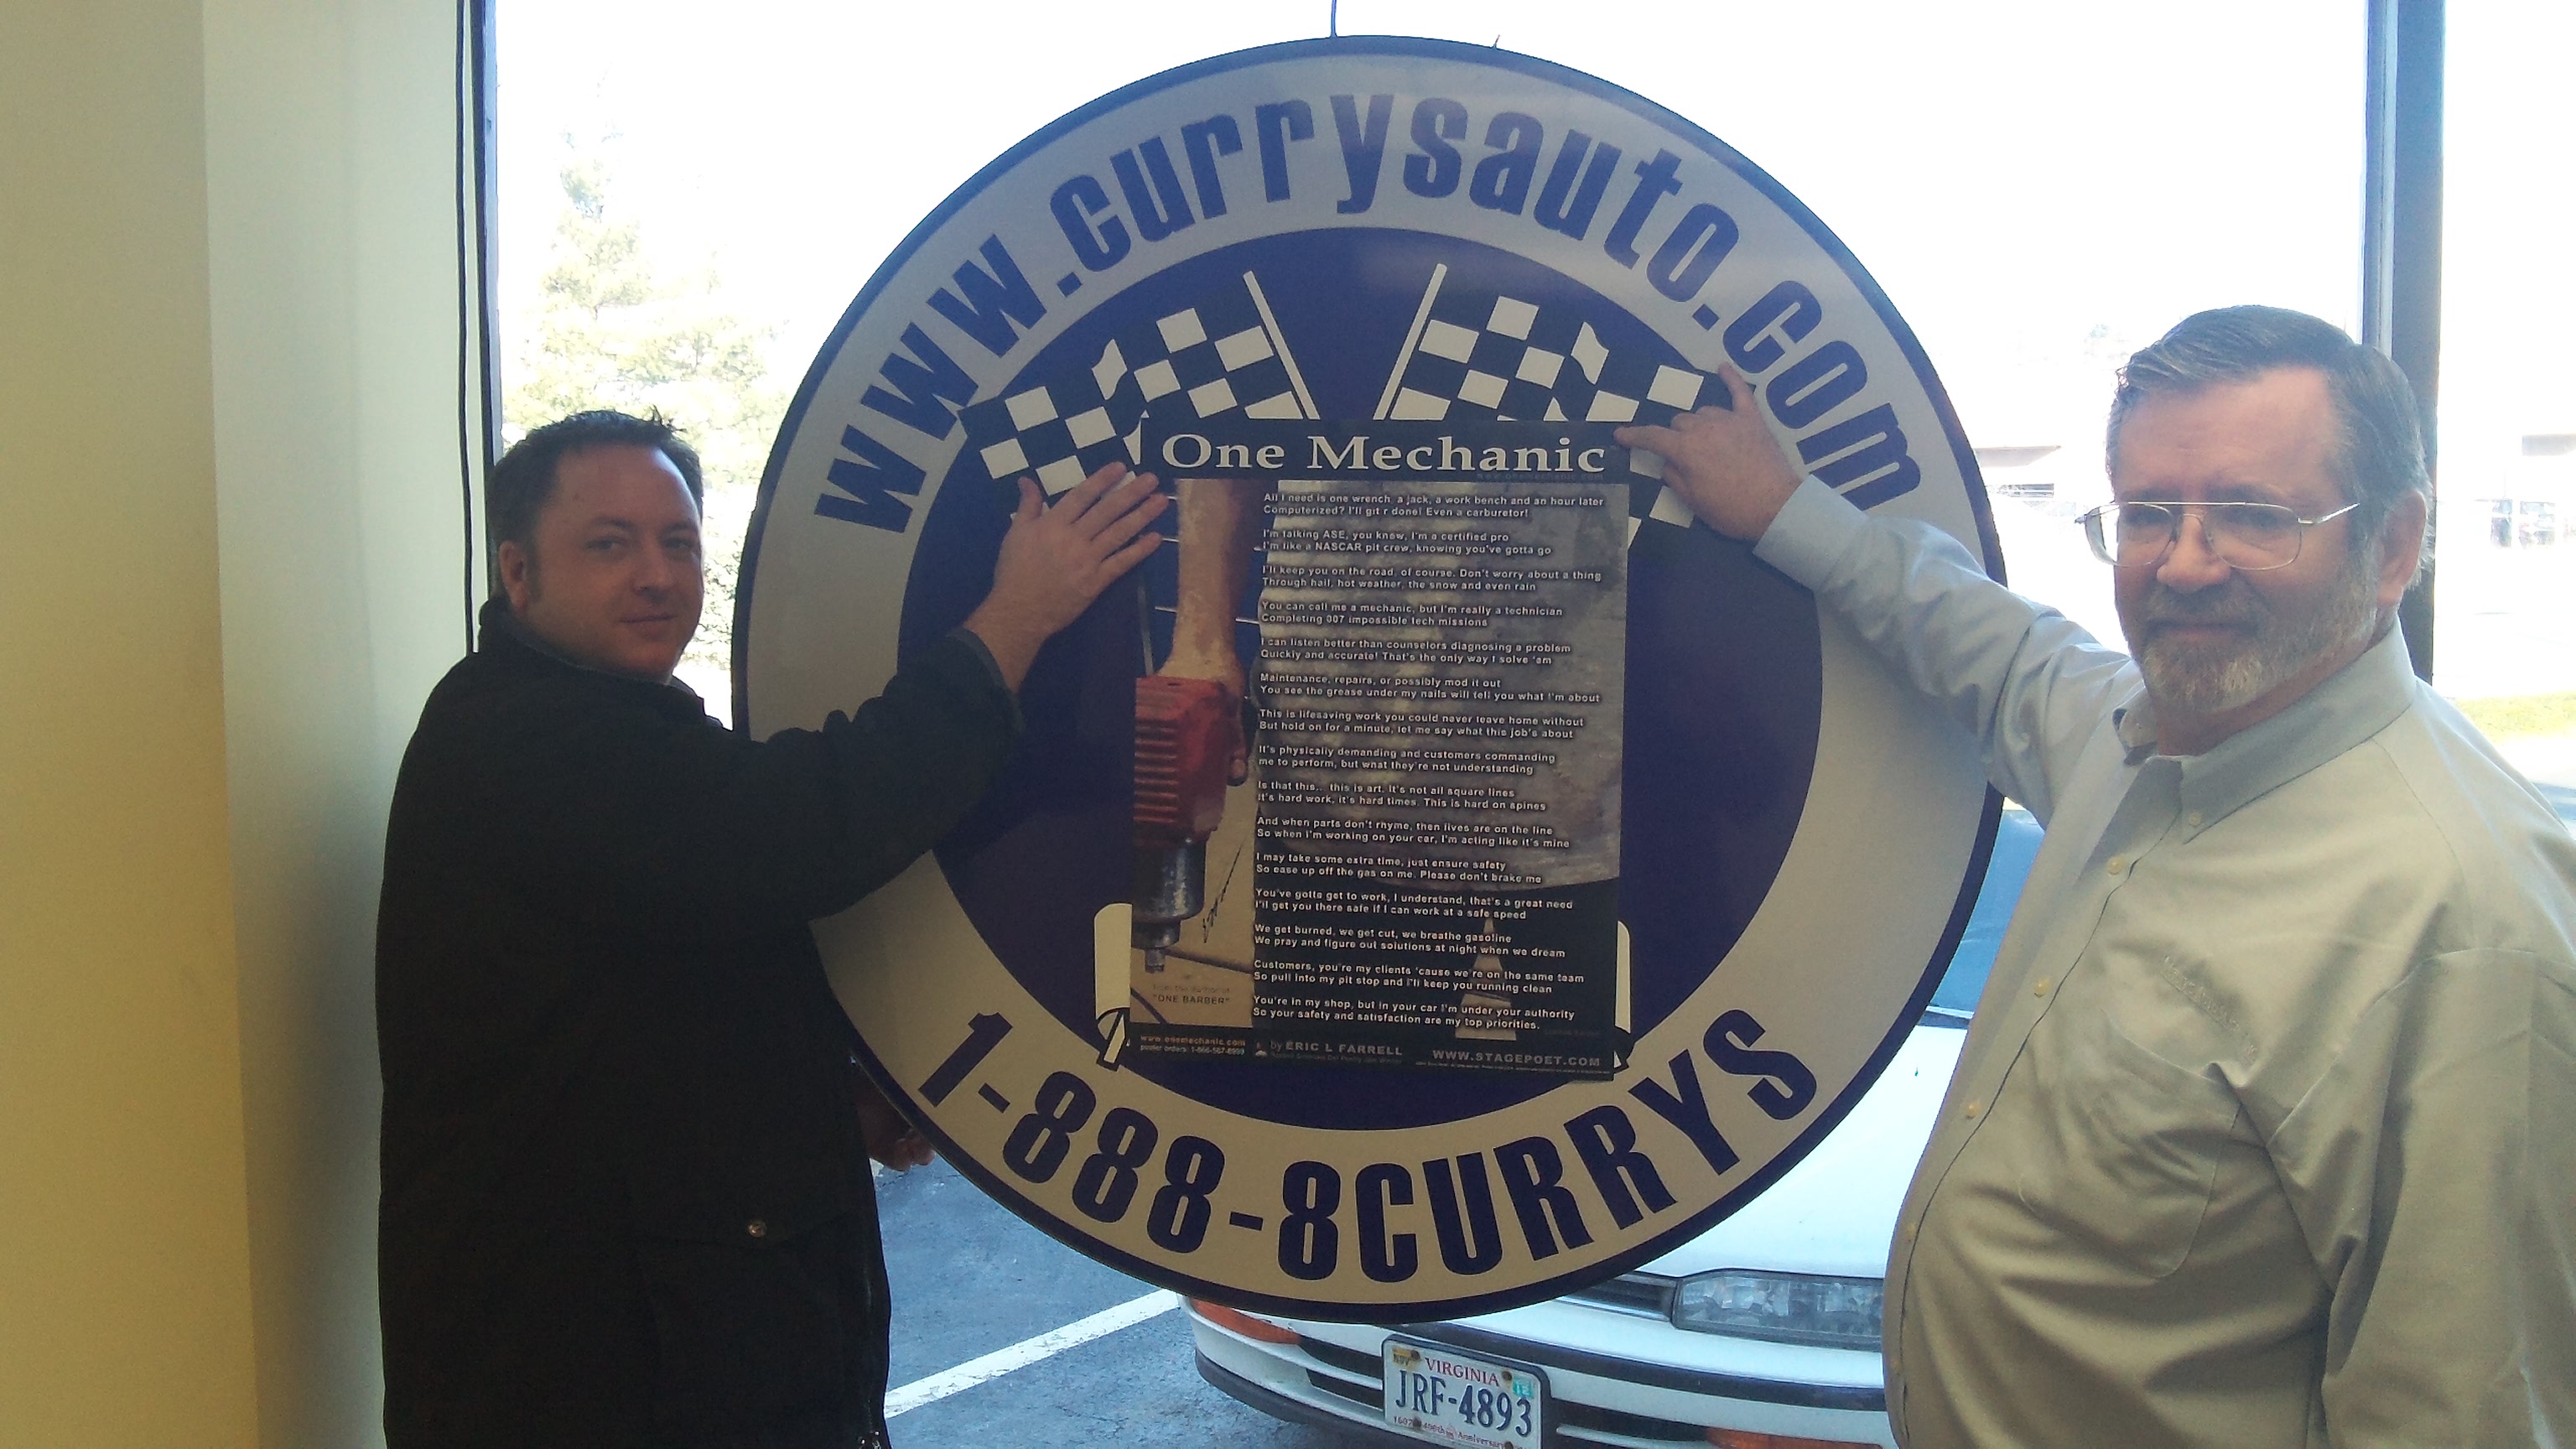 www.currysauto.com
One Mechanic
All I need is one wrench, a jack, a work bench and an hour later
Computerized? I'll git r done! Even a carburetor!
I'm talking ASE, you know, I'm a certified pro
I'm like a NASCAR pit crew, knowing you've gotta go
I'll keep you on the road, of course. Don't worry about a thing
Through hail, hot weather, the snow and even rain
You can call me a mechanic, but I'm really a technician
Completing 007 impossible tech missions
I can listen better than counselors diagnosing a problem
Quickly and accurate! That's the only way I solve 'em
Maintenance, repairs, or possibly mod it out
You see the grease under my nails will tell you what I'm about
This is lifesaving work you could never leave home without
But hold on for a minute, let me say what this job's about
It's physically demanding and customers commanding
me to perform, but what they're not understanding
Is that this... this is art. It's not all square lines
It's hard work, it's hard times. This is hard on spines
And when parts don't rhyme, then lives are on the line
So when I'm working on your car, I'm acting like it's mine
I may take some extra time, just ensure safety
So ease up off the gas on me. Please don't brake me
You've gotta get to work, I understand, that's a great need
I'll get you there safe if I can work at a safe speed
We get burned, we get cut, we breathe gasoline
We pray and figure out solutions at night when we dream
Customers, you're my clients 'cause we're on the same team
So pull into my pit stop and I'll keep you running clean
You're in my shop, but in your car I'm under your authority
So your safety and satisfaction are my top priorities.
"ONE BARBER"
www.onemechanic.com
poster orders: 1-866-567-8999
by ERIC L FARRELL
WWW.STAGEPOET.COM
1-888-8CURRYS
NOV VIRGINIA 12
JRF-4893
400th Anniversary